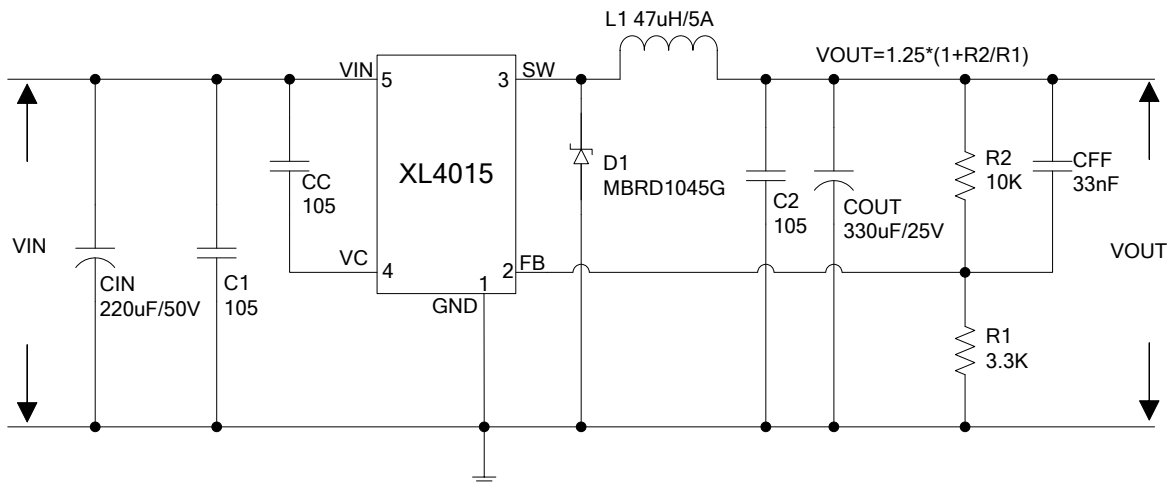 L1 47uH/5A
VOUT=1.25*(1+R2/R1)
VIN
5
3
SW
XL4015
CC
105
D1
MBRD1045G
R2
10K
CFF
33nF
C2
105
COUT
330uF/25V
VIN
VOUT
VC
4
2
FB
CIN
220uF/50V
C1
105
1
GND
R1
3.3K